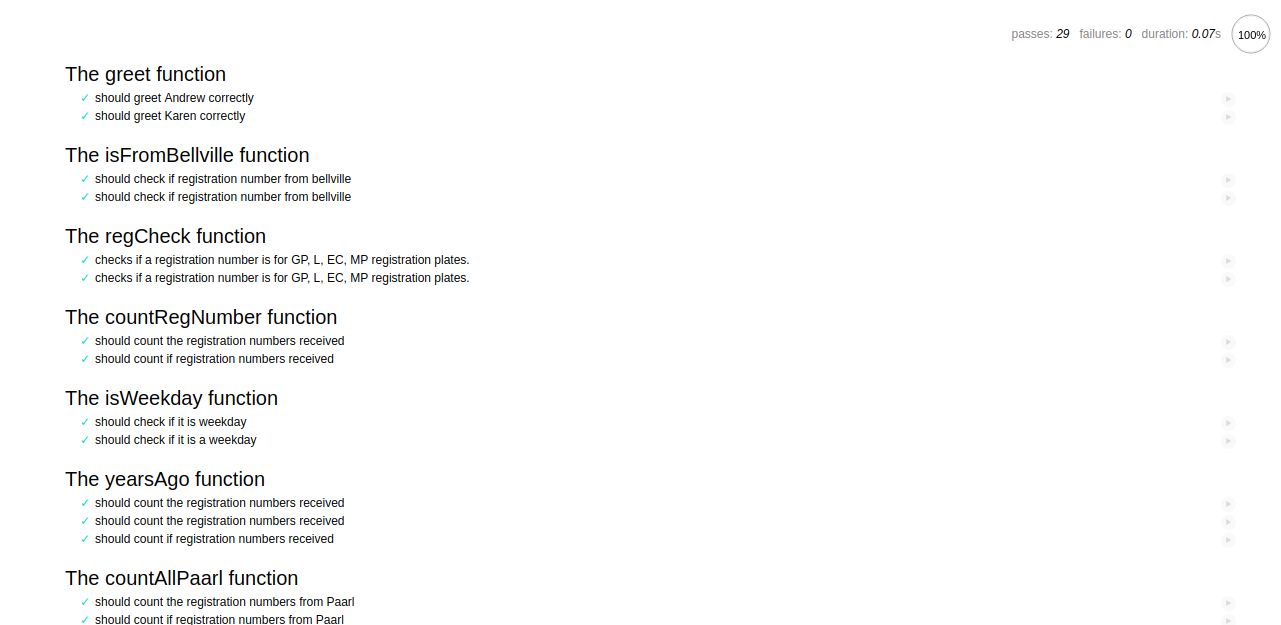 passes: 29 failures: 0 duration: 0.07s 100%
The greet function
✓ should greet Andrew correctly
✓ should greet Karen correctly
The isFromBellville function
✓ should check if registration number from bellville
✓ should check if registration number from bellville
The regCheck function
✓ checks if a registration number is for GP, L, EC, MP registration plates.
✓ checks if a registration number is for GP, L, EC, MP registration plates.
The countRegNumber function
✓ should count the registration numbers received
✓ should count if registration numbers received
The isWeekday function
✓ should check if it is weekday
✓ should check if it is a weekday
The yearsAgo function
✓ should count the registration numbers received
✓ should count the registration numbers received
✓ should count if registration numbers received
The countAllPaarl function
✓ should count the registration numbers from Paarl
✓ should count if registration numbers from Paarl